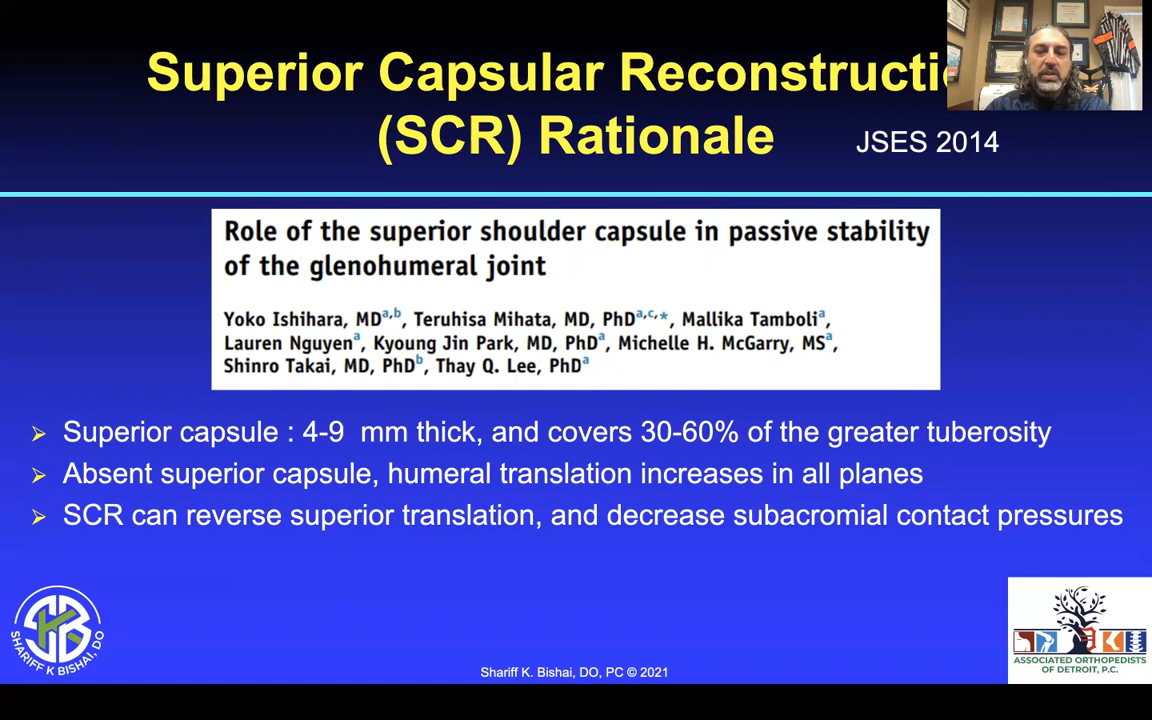 Superior Capsular Reconstructi
(SCR) Rationale
JSES 2014
Role of the superior shoulder capsule in passive stability
of the glenohumeral joint
Yoko Ishihara, MDa,b, Teruhisa Mihata, MD, PhDa,c,*, Mallika Tambolia,
Lauren Nguyena, Kyoung Jin Park, MD, PhDa, Michelle H. McGarry, MSa,
Shinro Takai, MD, PhDb, Thay Q. Lee, PhDa
➢ Superior capsule : 4-9 mm thick, and covers 30-60% of the greater tuberosity
➢ Absent superior capsule, humeral translation increases in all planes
➢ SCR can reverse superior translation, and decrease subacromial contact pressures
SKB
SHARIFF K BISHAI, DO
Shariff K. Bishai, DO, PC © 2021
ASSOCIATED ORTHOPEDISTS
OF DETROIT, P.C.